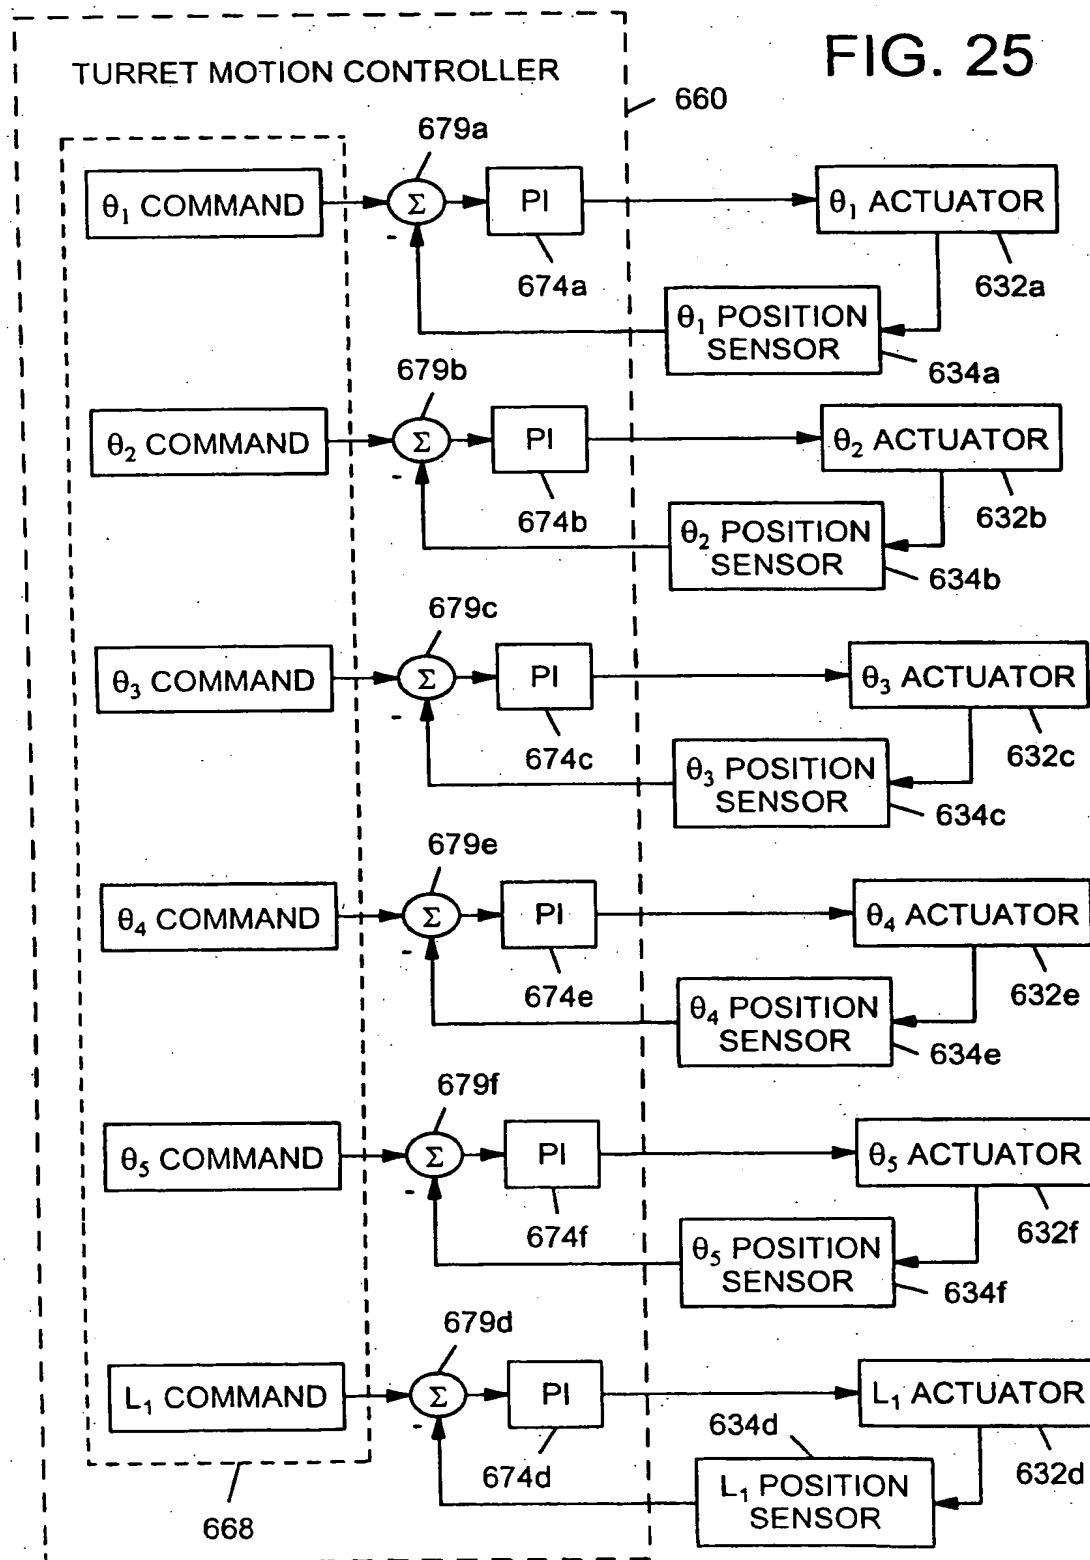 FIG. 25
TURRET MOTION CONTROLLER
660
679a
θ1 COMMAND
Σ
PI
θ1 ACTUATOR
-
674a
632a
θ1 POSITION
SENSOR
634a
679b
θ2 COMMAND
Σ
PI
θ2 ACTUATOR
-
674b
632b
θ2 POSITION
SENSOR
634b
679c
θ3 COMMAND
Σ
PI
θ3 ACTUATOR
-
674c
632c
θ3 POSITION
SENSOR
634c
679e
θ4 COMMAND
Σ
PI
θ4 ACTUATOR
-
674e
632e
θ4 POSITION
SENSOR
634e
679f
θ5 COMMAND
Σ
PI
θ5 ACTUATOR
-
674f
632f
θ5 POSITION
SENSOR
634f
679d
L1 COMMAND
Σ
PI
L1 ACTUATOR
-
634d
674d
632d
L1 POSITION
SENSOR
668